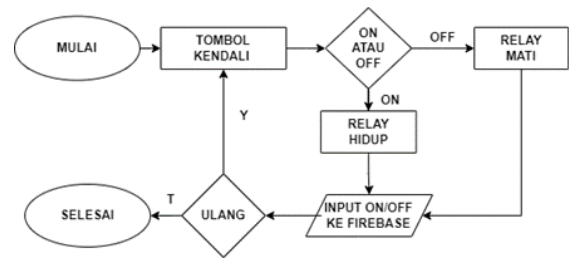 MULAI
TOMBOL
KENDALI
ON
ATAU
OFF
OFF
RELAY
MATI
ON
RELAY
HIDUP
Y
INPUT ON/OFF
KE FIREBASE
ULANG
T
SELESAI